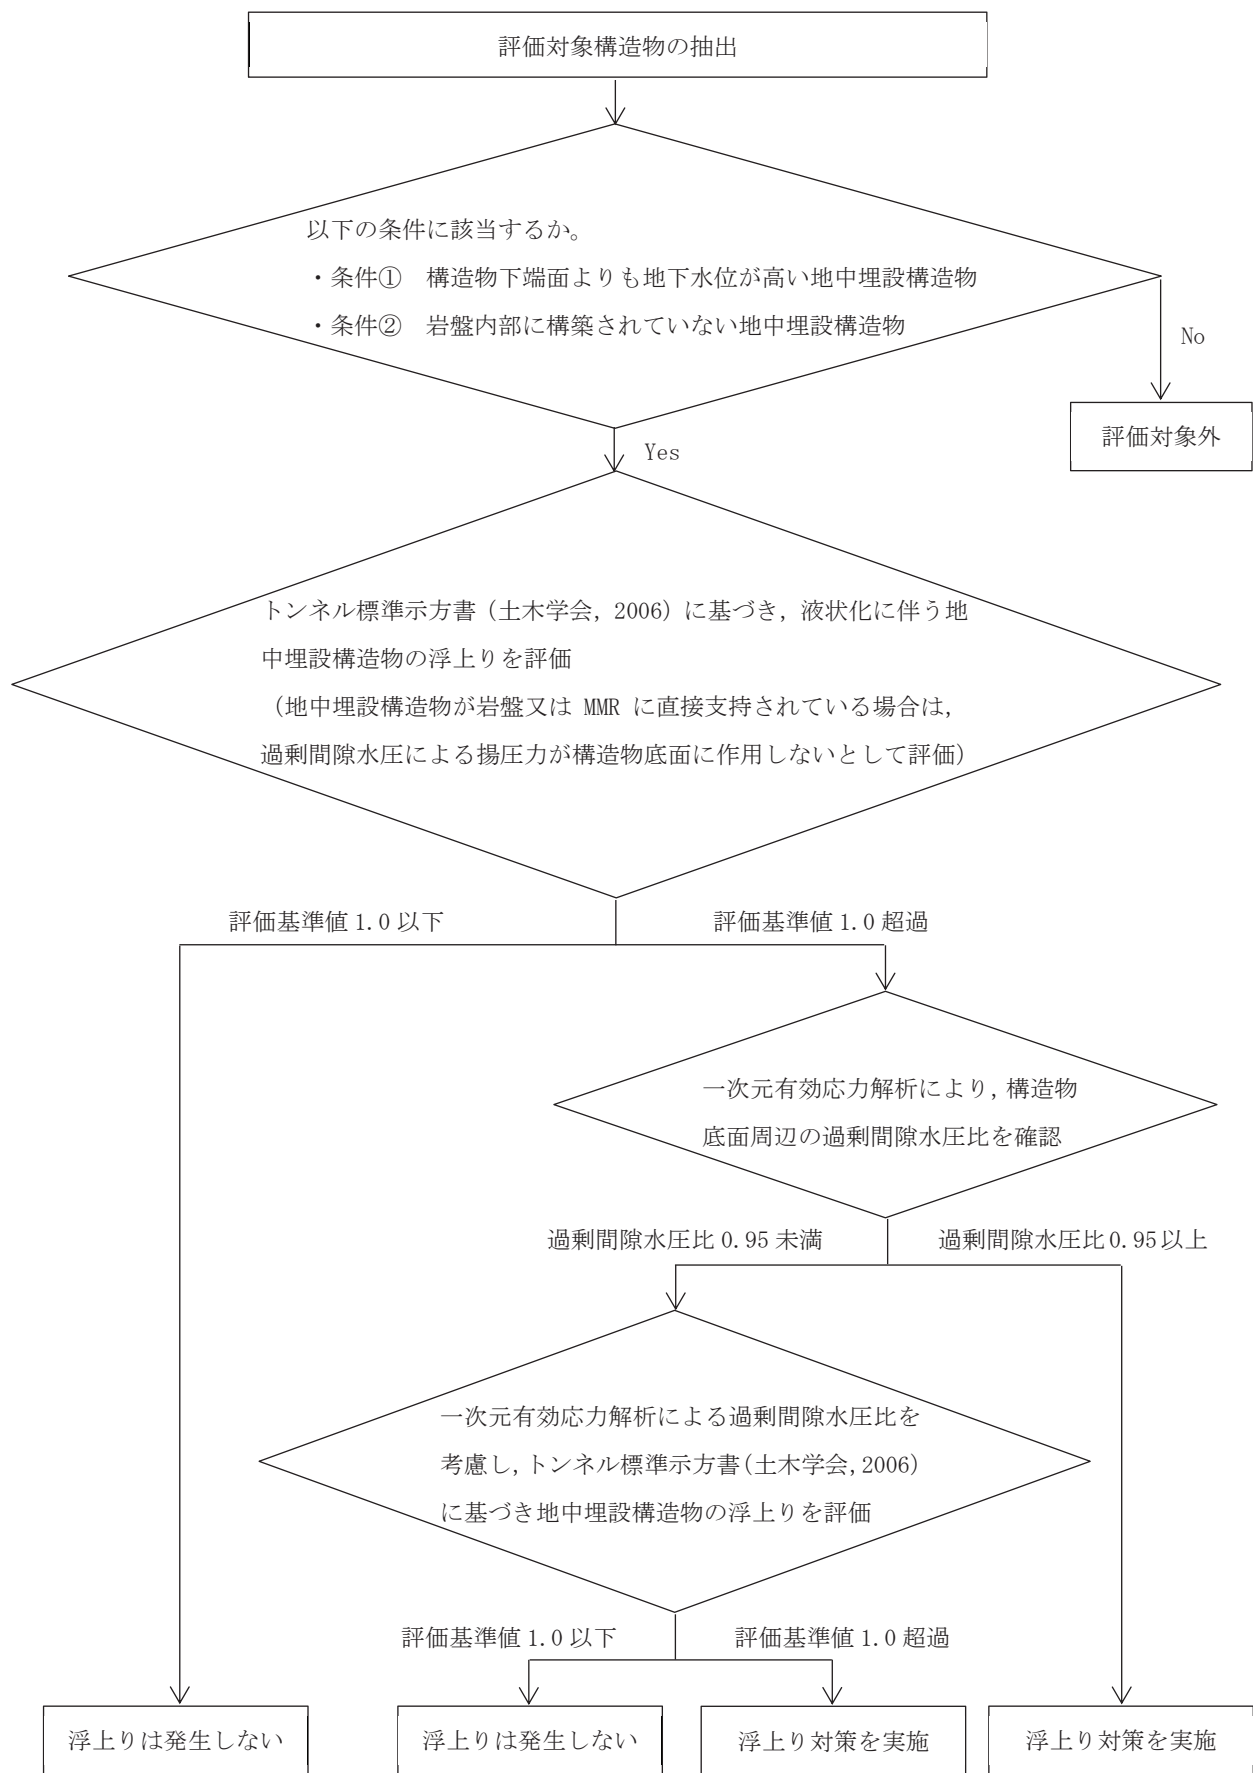 評価対象構造物の抽出
以下の条件に該当するか。
・条件①　構造物下端面よりも地下水位が高い地中埋設構造物
・条件②　岩盤内部に構築されていない地中埋設構造物
No
評価対象外
Yes
トンネル標準示方書（土木学会, 2006）に基づき, 液状化に伴う地
中埋設構造物の浮上りを評価
（地中埋設構造物が岩盤又は MMR に直接支持されている場合は,
過剰間隙水圧による揚圧力が構造物底面に作用しないとして評価）
評価基準値 1.0 以下
評価基準値 1.0 超過
一次元有効応力解析により, 構造物
底面周辺の過剰間隙水圧比を確認
過剰間隙水圧比 0.95 未満
過剰間隙水圧比 0.95 以上
一次元有効応力解析による過剰間隙水圧比を
考慮し, トンネル標準示方書（土木学会, 2006）
に基づき地中埋設構造物の浮上りを評価
評価基準値 1.0 以下
評価基準値 1.0 超過
浮上りは発生しない
浮上りは発生しない
浮上り対策を実施
浮上り対策を実施